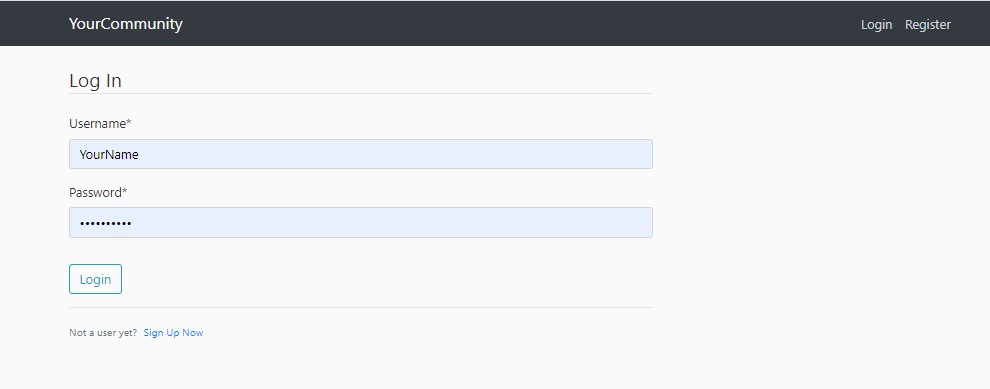 YourCommunity
Login Register
Log In
Username*
YourName
Password*
••••••••••
Login
Not a user yet? Sign Up Now